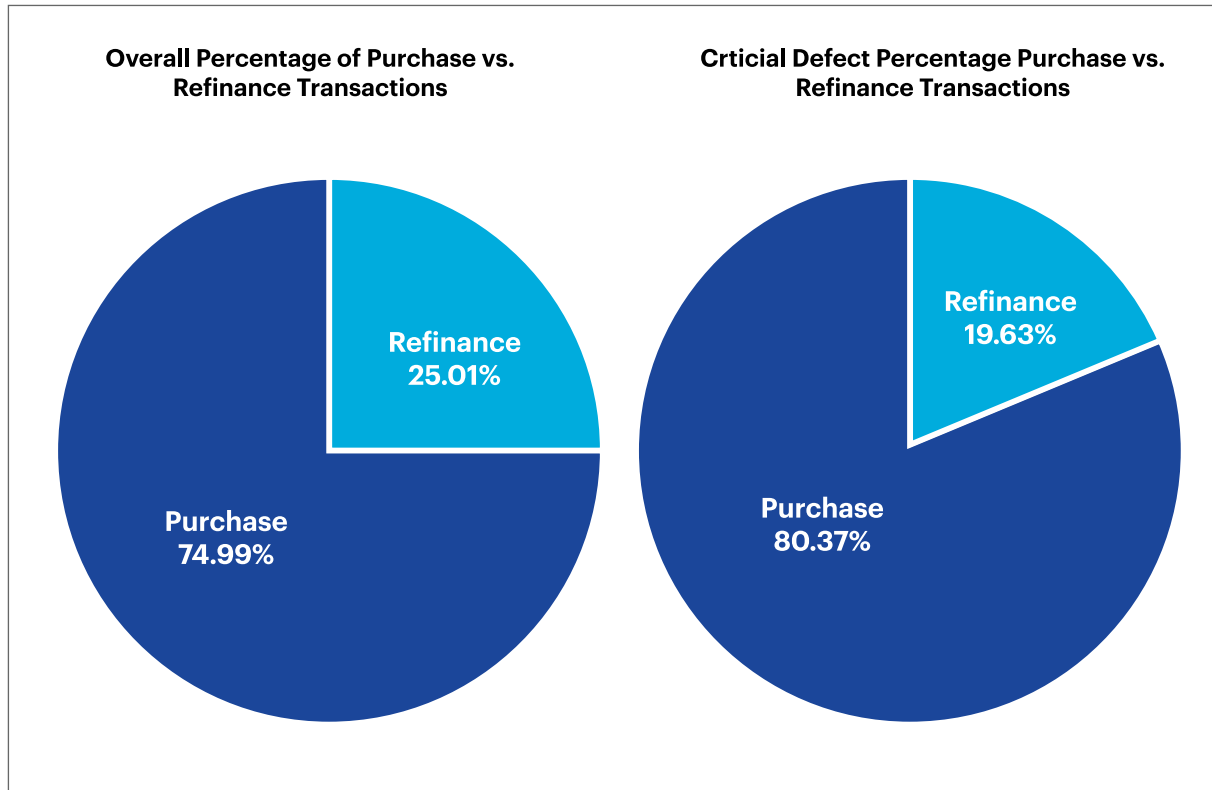 Overall Percentage of Purchase vs.
Refinance Transactions
Refinance
25.01%
Purchase
74.99%
Crticial Defect Percentage Purchase vs.
Refinance Transactions
Refinance
19.63%
Purchase
80.37%